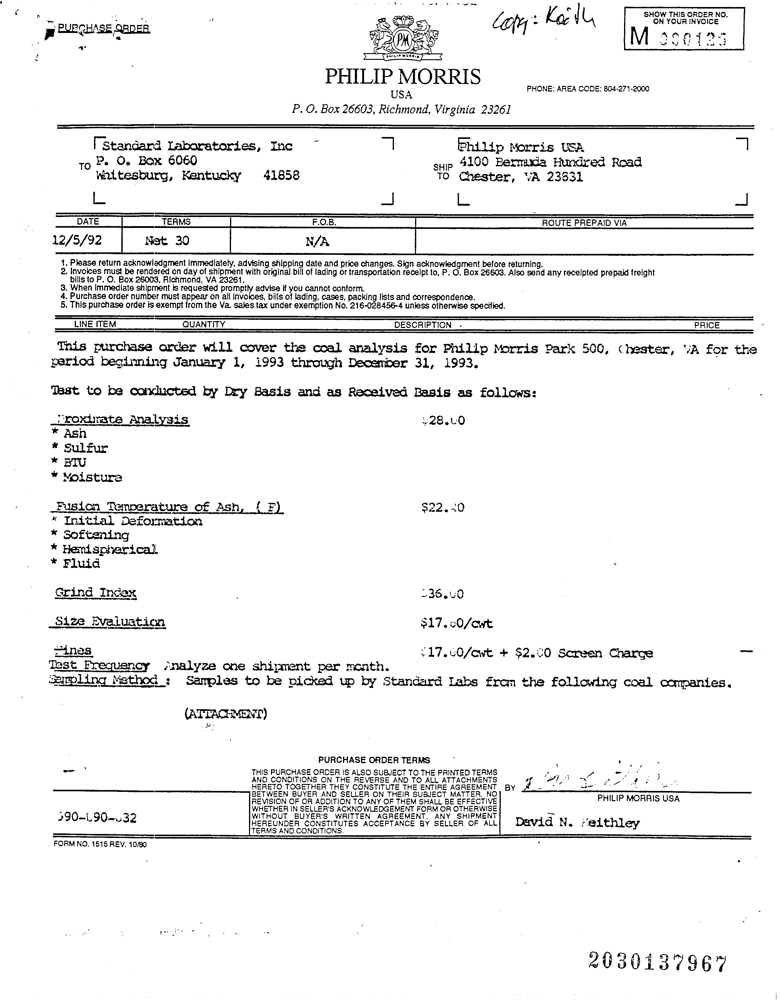 PURCHASE ORDER
Copy: Keith
SHOW THIS ORDER NO.
ON YOUR INVOICE
M 000125
PM
PHILIP MORRIS
USA
PHONE: AREA CODE: 804-271-2000
P. O. Box 26603, Richmond, Virginia 23261
TO
Standard Laboratories, Inc
P. O. Box 6060
Whitesburg, Kentucky 41858
SHIP TO
Philip Morris USA
4100 Bermuda Hundred Road
Chester, VA 23831
DATE TERMS F.O.B. ROUTE PREPAID VIA
12/5/92 Net 30 N/A
1. Please return acknowledgment immediately, advising shipping date and price changes. Sign acknowledgment before returning.
2. Invoices must be rendered on day of shipment with original bill of lading or transportation receipt to, P. O. Box 26603. Also send any receipted prepaid freight
bills to P. O. Box 26603, Richmond, VA 23261.
3. When immediate shipment is requested promptly advise if you cannot conform.
4. Purchase order number must appear on all invoices, bills of lading, cases, packing lists and correspondence.
5. This purchase order is exempt from the Va. sales tax under exemption No. 216-028456-4 unless otherwise specified.
LINE ITEM QUANTITY DESCRIPTION PRICE
This purchase order will cover the coal analysis for Philip Morris Park 500, Chester, VA for the
period beginning January 1, 1993 through December 31, 1993.
Test to be conducted by Dry Basis and as Received Basis as follows:
Proximate Analysis $28.00
* Ash
* Sulfur
* BTU
* Moisture
Fusion Temperature of Ash, ( F) $22.
* Initial Deformation
* Softening
* Hemispherical
* Fluid
Grind Index 36.00
Size Evaluation $17.60/cwt
Fines $17.60/cwt + $2.00 Screen Charge
Test Frequency Analyze one shipment per month.
Sampling Method : Samples to be picked up by Standard Labs from the following coal companies.
(ATTACHMENT)
PURCHASE ORDER TERMS
THIS PURCHASE ORDER IS ALSO SUBJECT TO THE PRINTED TERMS
AND CONDITIONS ON THE REVERSE AND TO ALL ATTACHMENTS
HERETO TOGETHER THEY CONSTITUTE THE ENTIRE AGREEMENT
BETWEEN BUYER AND SELLER ON THEIR SUBJECT MATTER. NO
REVISION OF OR ADDITION TO ANY OF THEM SHALL BE EFFECTIVE
WHETHER IN SELLER'S ACKNOWLEDGEMENT FORM OR OTHERWISE
WITHOUT BUYER'S WRITTEN AGREEMENT. ANY SHIPMENT
HEREUNDER CONSTITUTES ACCEPTANCE BY SELLER OF ALL
TERMS AND CONDITIONS.
BY
PHILIP MORRIS USA
David N. Keithley
FORM NO. 1515 REV. 10/80
2030137967